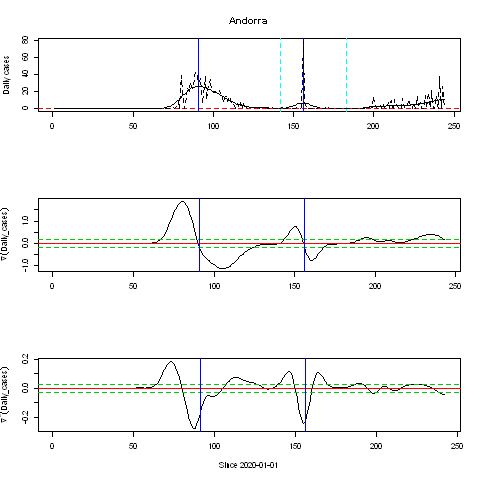 Andorra
Daily cases
0 20 40 60 80
0 50 100 150 200 250
∇(Daily_cases)
-1.0 0.0 1.0
0 50 100 150 200 250
∇'(Daily_cases)
-0.2 0.0 0.2
0 50 100 150 200 250
Since 2020-01-01